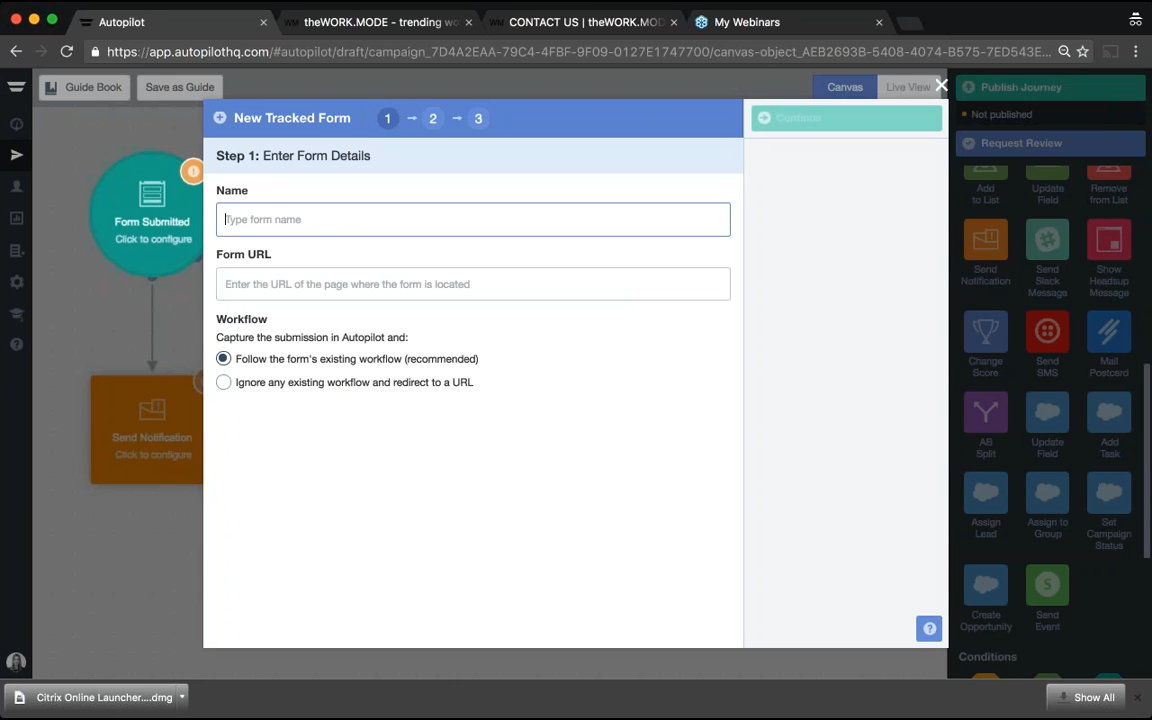 Autopilot
theWORK.MODE - trending wo
CONTACT US | theWORK.MOD
My Webinars
https://app.autopilothq.com/#autopilot/draft/campaign_7D4A2EAA-79C4-4FBF-9F09-0127E1747700/canvas-object_AEB2693B-5408-4074-B575-7ED543E...
Guide Book
Save as Guide
Canvas
Live View
Publish Journey
Not published
Request Review
New Tracked Form
1 → 2 → 3
Continue
Step 1: Enter Form Details
Name
Type form name
Form URL
Enter the URL of the page where the form is located
Workflow
Capture the submission in Autopilot and:
Follow the form's existing workflow (recommended)
Ignore any existing workflow and redirect to a URL
Form Submitted
Click to configure
Send Notification
Click to configure
Add to List
Update Field
Remove from List
Send Notification
Send Slack Message
Show Headsup Message
Change Score
Send SMS
Mail Postcard
AB Split
Update Field
Add Task
Assign Lead
Assign to Group
Set Campaign Status
Create Opportunity
Send Event
Conditions
Citrix Online Launcher....dmg
Show All